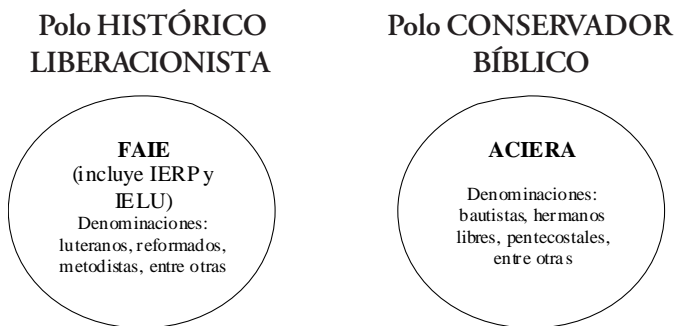 Polo HISTÓRICO
LIBERACIONISTA
FAIE
(incluye IERP y
IELU)
Denominaciones:
luteranos, reformados,
metodistas, entre otras
Polo CONSERVADOR
BÍBLICO
ACIERA
Denominaciones:
bautistas, hermanos
libres, pentecostales,
entre otras